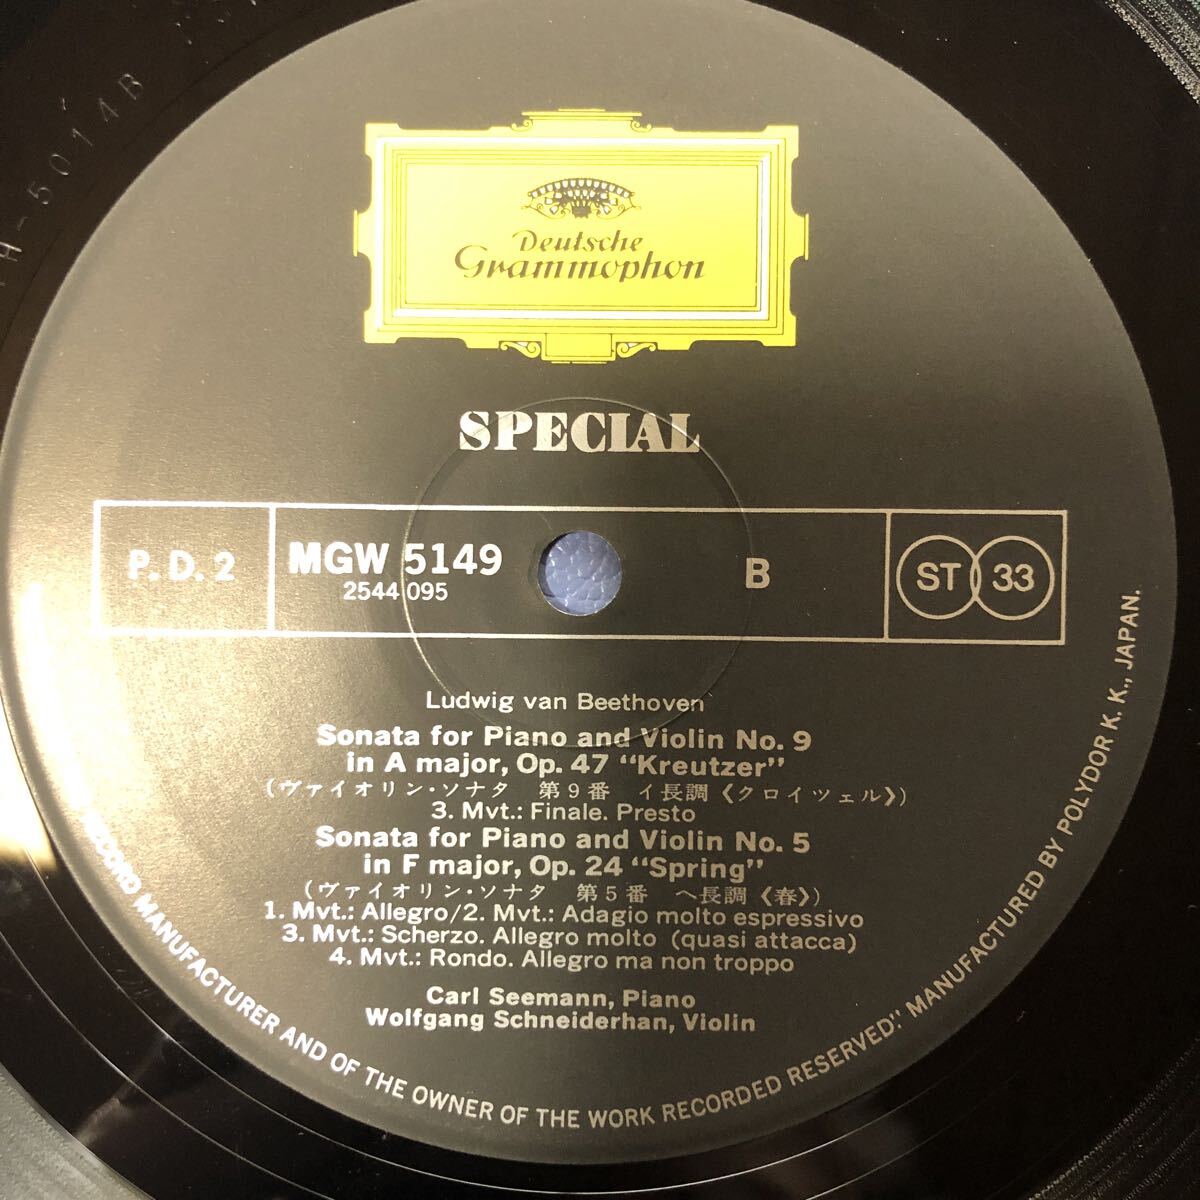 H-5014B
Deutsche
Grammophon
SPECIAL
P.D.2
MGW 5149
2544 095
B
ST 33
Ludwig van Beethoven
Sonata for Piano and Violin No. 9
in A major, Op. 47 “Kreutzer”
(ヴァイオリン・ソナタ　第9番　イ長調《クロイツェル》)
3. Mvt.: Finale. Presto
Sonata for Piano and Violin No. 5
in F major, Op. 24 “Spring”
(ヴァイオリン・ソナタ　第5番　ヘ長調《春》)
1. Mvt.: Allegro/2. Mvt.: Adagio molto espressivo
3. Mvt.: Scherzo. Allegro molto (quasi attacca)
4. Mvt.: Rondo. Allegro ma non troppo
Carl Seemann, Piano
Wolfgang Schneiderhan, Violin
RECORD MANUFACTURER AND OF THE OWNER OF THE WORK RECORDED RESERVED." MANUFACTURED BY POLYDOR K. K., JAPAN.